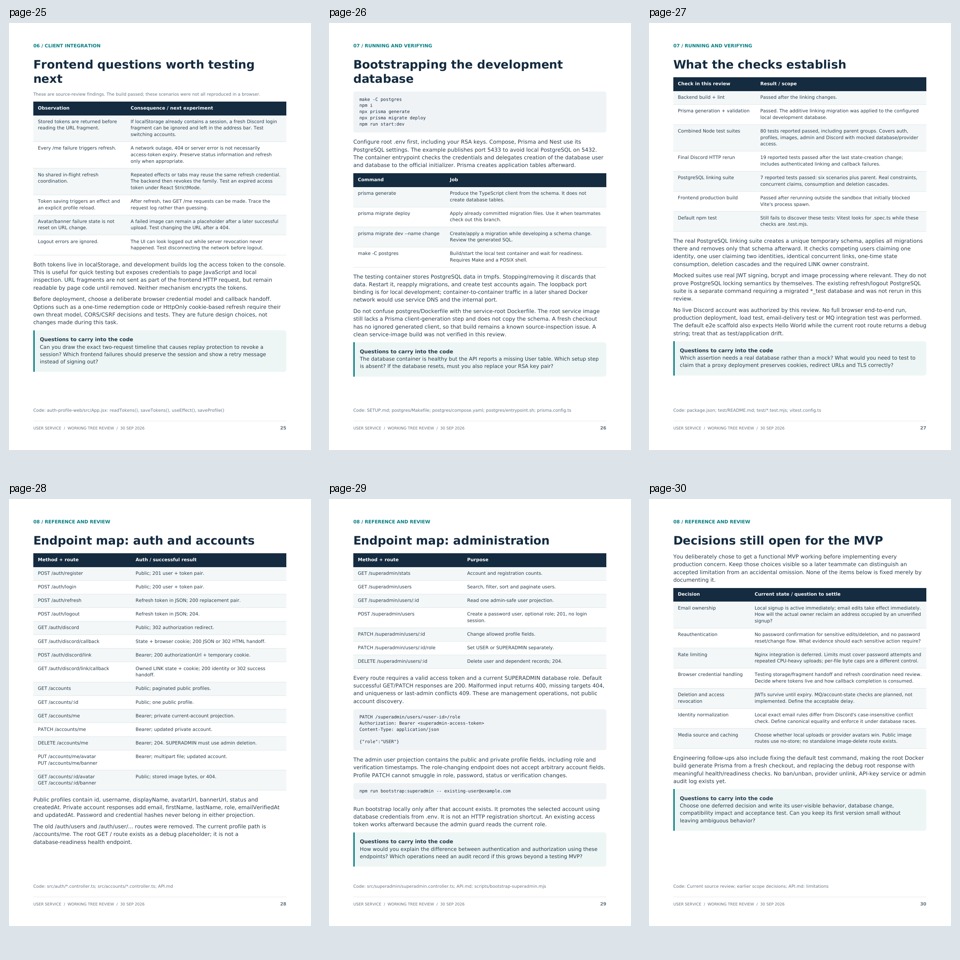 page-25
06 / CLIENT INTEGRATION
Frontend questions worth testing
next
These are source-review findings. The build passed; these scenarios were not all reproduced in a browser.
Observation
Consequence / next experiment
Stored tokens are returned before
reading the URL fragment.
If localStorage already contains a session, a fresh Discord login
fragment can be ignored and left in the address bar. Test
switching accounts.
Every /me failure triggers refresh.
A network outage, 404 or server error is not necessarily
access-token expiry. Preserve status information and refresh
only when appropriate.
No shared in-flight refresh
coordination.
Repeated effects or tabs may reuse the same refresh credential.
The backend then revokes the family. Test an expired access
token under React StrictMode.
Token saving triggers an effect and
an explicit profile reload.
After refresh, two GET /me requests can be made. Trace the
request log rather than guessing.
Avatar/banner failure state is not
reset on URL change.
A failed image can remain a placeholder after a later successful
upload. Test changing the URL after a 404.
Logout errors are ignored.
The UI can look logged out while server revocation never
happened. Test disconnecting the network before logout.
Both tokens live in localStorage, and development builds log the access token to the console.
This is useful for quick testing but exposes credentials to page JavaScript and local
inspection. URL fragments are not sent as part of the frontend HTTP request, but remain
readable by page code until removed. Neither mechanism encrypts the tokens.
Before deployment, choose a deliberate browser credential model and callback handoff.
Options such as a one-time redemption code or HttpOnly cookie-based refresh require their
own threat model, CORS/CSRF decisions and tests. They are future design choices, not
changes made during this task.
Questions to carry into the code
Can you draw the exact two-request timeline that causes replay protection to revoke a
session? Which frontend failures should preserve the session and show a retry message
instead of signing out?
Code: auth-profile-web/src/App.jsx: readTokens(), saveTokens(), useEffect(), saveProfile()
USER SERVICE / WORKING TREE REVIEW / 30 SEP 2026
25
page-26
07 / RUNNING AND VERIFYING
Bootstrapping the development
database
make -C postgres
npm i
npx prisma generate
npx prisma migrate deploy
npm run start:dev
Configure root .env first, including your RSA keys. Compose, Prisma and Nest use its
PostgreSQL settings. The example publishes port 5433 to avoid local PostgreSQL on 5432.
The container entrypoint checks the credentials and delegates creation of the database user
and database to the official initializer. Prisma creates application tables afterward.
Command
Job
prisma generate
Produce the TypeScript client from the schema. It does not
create database tables.
prisma migrate deploy
Apply already committed migration files. Use it when teammates
check out this branch.
prisma migrate dev --name change
Create/apply a migration while developing a schema change.
Review the generated SQL.
make -C postgres
Build/start the local test container and wait for readiness.
Requires Make and a POSIX shell.
The testing container stores PostgreSQL data in tmpfs. Stopping/removing it discards that
data. Restart it, reapply migrations, and create test accounts again. The loopback port
binding is for local development; container-to-container traffic in a later shared Docker
network would use service DNS and the internal port.
Do not confuse postgres/Dockerfile with the service-root Dockerfile. The root service image
still lacks a Prisma client-generation step and does not copy the schema. A fresh checkout
has no ignored generated client, so that build remains a known source-inspection issue. A
clean service-image build was not verified in this review.
Questions to carry into the code
The database container is healthy but the API reports a missing User table. Which setup step
is absent? If the database resets, must you also replace your RSA key pair?
Code: SETUP.md; postgres/Makefile; postgres/compose.yaml; postgres/entrypoint.sh; prisma.config.ts
USER SERVICE / WORKING TREE REVIEW / 30 SEP 2026
26
page-27
07 / RUNNING AND VERIFYING
What the checks establish
Check in this review
Result / scope
Backend build + lint
Passed after the linking changes.
Prisma generation + validation
Passed. The additive linking migration was applied to the configured
local development database.
Combined Node test suites
80 tests reported passed, including parent groups. Covers auth,
profiles, images, admin and Discord with mocked database/provider
access.
Final Discord HTTP rerun
19 tests reported passed after the last state-creation change;
includes authenticated linking and callback failures.
PostgreSQL linking suite
7 reported tests passed: six scenarios plus parent. Real constraints,
concurrent claims, consumption and deletion cascades.
Frontend production build
Passed after rerunning outside the sandbox that initially blocked
Vite's process spawn.
Default npm test
Still fails to discover these tests: Vitest looks for .spec.ts while these
checks are .test.mjs.
The real PostgreSQL linking suite creates a unique temporary schema, applies all migrations
there and removes only that schema afterward. It checks competing users claiming one
identity, one user claiming two identities, identical concurrent links, one-time state
consumption, deletion cascades and the required LINK owner constraint.
Mocked suites use real JWT signing, bcrypt and image processing where relevant. They do not
prove PostgreSQL locking semantics by themselves. The existing refresh/logout PostgreSQL
suite is a separate command requiring a migrated *_test database and was not rerun in this
review.
No live Discord account was authorized by this review. No full browser end-to-end run,
production deployment, load test, email-delivery test or MQ integration test was performed.
The default e2e scaffold also expects Hello World while the current root route returns a debug
string; treat that as test/application drift.
Questions to carry into the code
Which assertion needs a real database rather than a mock? What would you need to test to
claim that a proxy deployment preserves cookies, redirect URLs and TLS correctly?
Code: package.json; test/README.md; test/*.test.mjs; vitest.config.ts
USER SERVICE / WORKING TREE REVIEW / 30 SEP 2026
27
page-28
08 / REFERENCE AND REVIEW
Endpoint map: auth and accounts
Method + route
Auth / successful result
POST /auth/register
Public; 201 user + token pair.
POST /auth/login
Public; 200 user + token pair.
POST /auth/refresh
Refresh token in JSON; 200 replacement pair.
POST /auth/logout
Refresh token in JSON; 204.
GET /auth/discord
Public; 302 authorization redirect.
GET /auth/discord/callback
State + browser cookie; 200 JSON or 302 HTML handoff.
POST /auth/discord/link
Bearer; 200 authorizationUrl + temporary cookie.
GET /auth/discord/link/callback
Owned LINK state + cookie; 200 identity or 302 success
handoff.
GET /accounts
Public; paginated public profiles.
GET /accounts/:id
Public; one public profile.
GET /accounts/me
Bearer; private current-account projection.
PATCH /accounts/me
Bearer; updated private account.
DELETE /accounts/me
Bearer; 204. SUPERADMIN must use admin deletion.
PUT /accounts/me/avatar
PUT /accounts/me/banner
Bearer; multipart file; updated account.
GET /accounts/:id/avatar
GET /accounts/:id/banner
Public; stored image bytes, or 404.
Public profiles contain id, username, displayName, avatarUrl, bannerUrl, status and
createdAt. Private account responses add email, firstName, lastName, role, emailVerifiedAt
and updatedAt. Password and credential hashes never belong in either projection.
The old /auth/users and /auth/user/... routes were removed. The current profile path is
/accounts/me. The root GET / route exists as a debug placeholder; it is not a
database-readiness health endpoint.
Code: src/auth/*.controller.ts; src/accounts/*.controller.ts; API.md
USER SERVICE / WORKING TREE REVIEW / 30 SEP 2026
28
page-29
08 / REFERENCE AND REVIEW
Endpoint map: administration
Method + route
Purpose
GET /superadmin/stats
Account and registration counts.
GET /superadmin/users
Search, filter, sort and paginate users.
GET /superadmin/users/:id
Read one admin-safe user projection.
POST /superadmin/users
Create a password user, optional role; 201, no login
session.
PATCH /superadmin/users/:id
Change allowed profile fields.
PATCH /superadmin/users/:id/role
Set USER or SUPERADMIN separately.
DELETE /superadmin/users/:id
Delete user and dependent records; 204.
Every route requires a valid access token and a current SUPERADMIN database role. Default
successful GET/PATCH responses are 200. Malformed input returns 400, missing targets 404,
and uniqueness or last-admin conflicts 409. These are management operations, not public
account discovery.
PATCH /superadmin/users/<user-id>/role
Authorization: Bearer <superadmin-access-token>
Content-Type: application/json
{"role":"USER"}
The admin user projection contains the public and private profile fields, including role and
verification timestamps. The role-changing endpoint does not accept arbitrary account fields.
Profile PATCH cannot smuggle in role, password, status or verification changes.
npm run bootstrap:superadmin -- existing-user@example.com
Run bootstrap locally only after that account exists. It promotes the selected account using
database credentials from .env. It is not an HTTP registration shortcut. An existing access
token works afterward because the admin guard reads the current role.
Questions to carry into the code
How would you explain the difference between authentication and authorization using these
endpoints? Which operations need an audit record if this grows beyond a testing MVP?
Code: src/superadmin/superadmin.controller.ts; API.md; scripts/bootstrap-superadmin.mjs
USER SERVICE / WORKING TREE REVIEW / 30 SEP 2026
29
page-30
08 / REFERENCE AND REVIEW
Decisions still open for the MVP
You deliberately chose to get a functional MVP working before implementing every
production concern. Keep those choices visible so a later teammate can distinguish an
accepted limitation from an accidental omission. None of the items below is fixed merely by
documenting it.
Decision
Current state / question to settle
Email ownership
Local signup is active immediately; email edits take effect immediately.
How will the actual owner reclaim an address occupied by an unverified
signup?
Reauthentication
No password confirmation for sensitive edits/deletion, and no password
reset/change flow. What evidence should each sensitive action require?
Rate limiting
Nginx integration is deferred. Limits must cover password attempts and
repeated CPU-heavy uploads; per-file byte caps are a different control.
Browser credential handling
Testing storage/fragment handoff and refresh coordination need review.
Decide where tokens live and how callback completion is consumed.
Deletion and access
revocation
JWTs survive until expiry. MQ/account-state checks are planned, not
implemented. Define the acceptable delay.
Identity normalization
Local exact email rules differ from Discord's case-insensitive conflict
check. Define canonical equality and enforce it under database races.
Media source and caching
Choose whether local uploads or provider avatars win. Public image
routes use no-store; no standalone image-delete route exists.
Engineering follow-ups also include fixing the default test command, making the root Docker
build generate Prisma from a fresh checkout, and replacing the debug root response with
meaningful health/readiness checks. No ban/unban, provider unlink, API-key service or admin
audit log exists yet.
Questions to carry into the code
Choose one deferred decision and write its user-visible behavior, database change,
compatibility impact and acceptance test. Can you keep its first version small without
leaving ambiguous behavior?
Code: Current source review; earlier scope decisions; API.md: limitations
USER SERVICE / WORKING TREE REVIEW / 30 SEP 2026
30